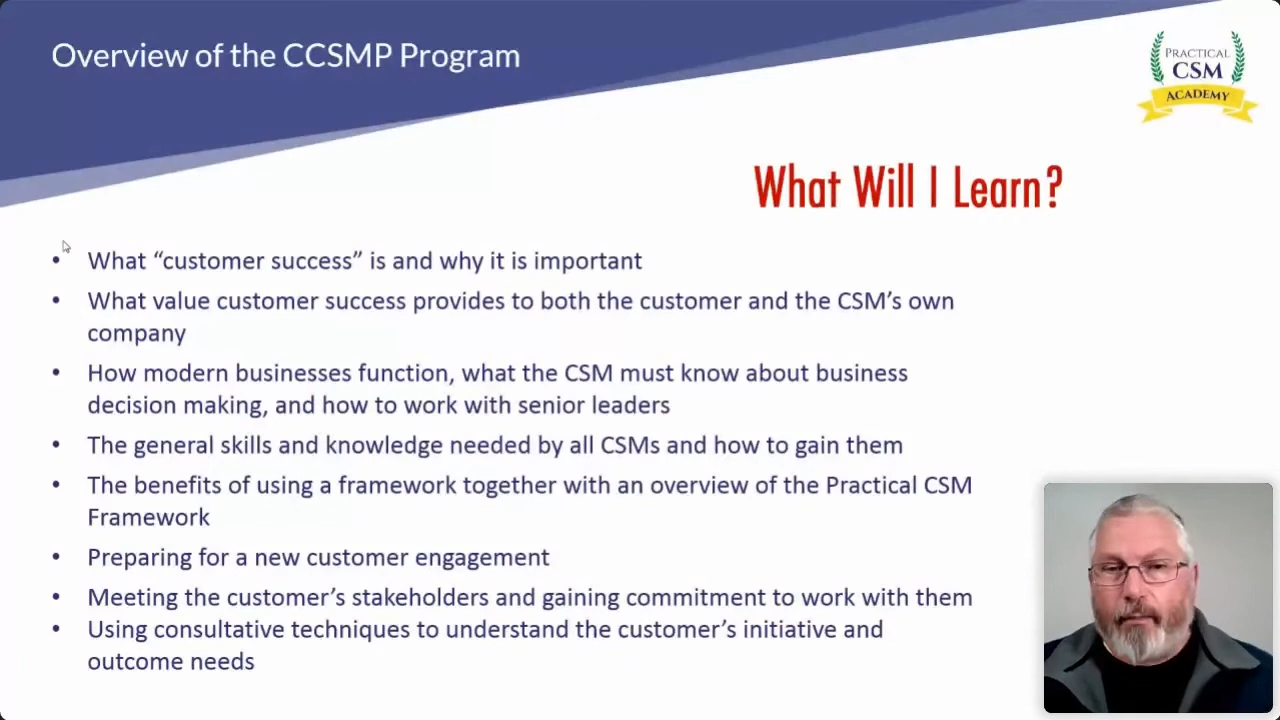 Overview of the CCSMP Program
PRACTICAL
CSM
ACADEMY
What Will I Learn?
• What “customer success” is and why it is important
• What value customer success provides to both the customer and the CSM’s own
company
• How modern businesses function, what the CSM must know about business
decision making, and how to work with senior leaders
• The general skills and knowledge needed by all CSMs and how to gain them
• The benefits of using a framework together with an overview of the Practical CSM
Framework
• Preparing for a new customer engagement
• Meeting the customer’s stakeholders and gaining commitment to work with them
• Using consultative techniques to understand the customer’s initiative and
outcome needs